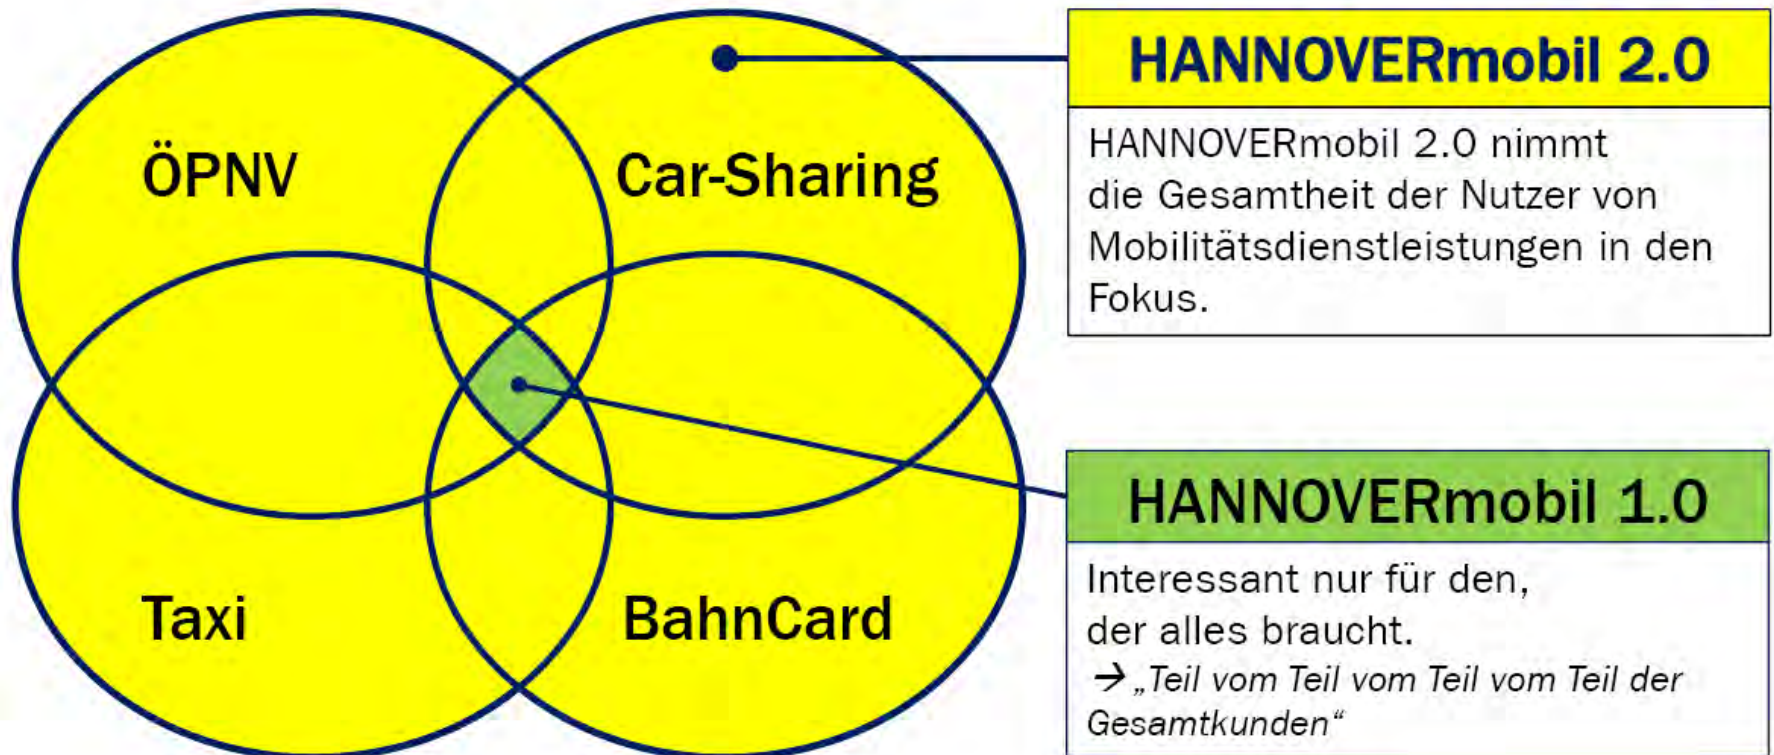 ÖPNV
Car-Sharing
Taxi
BahnCard
HANNOVERmobil 2.0
HANNOVERmobil 2.0 nimmt
die Gesamtheit der Nutzer von
Mobilitätsdienstleistungen in den
Fokus.
HANNOVERmobil 1.0
Interessant nur für den,
der alles braucht.
→ „Teil vom Teil vom Teil vom Teil der
Gesamtkunden“